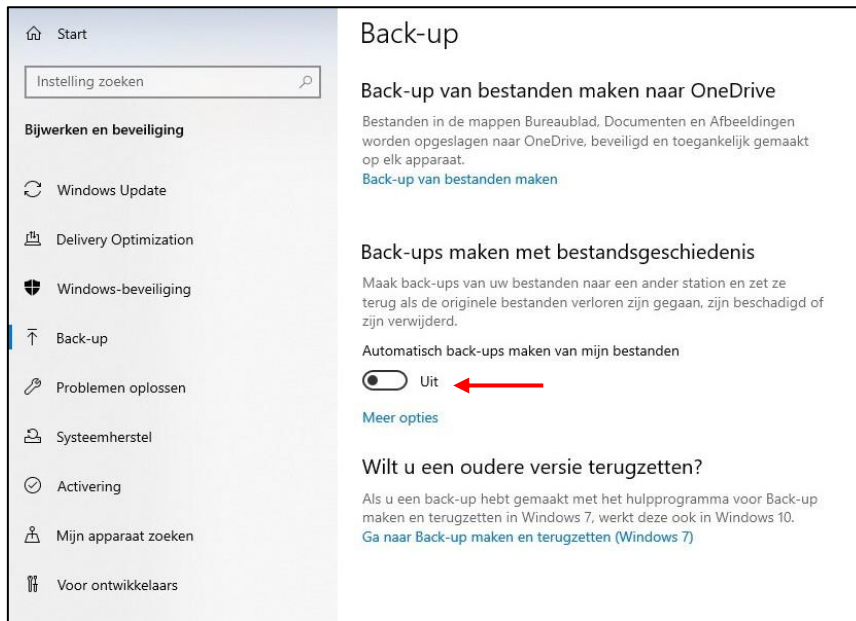 Start
Instelling zoeken
Bijwerken en beveiliging
Windows Update
Delivery Optimization
Windows-beveiliging
Back-up
Problemen oplossen
Systeemherstel
Activering
Mijn apparaat zoeken
Voor ontwikkelaars
Back-up
Back-up van bestanden maken naar OneDrive
Bestanden in de mappen Bureaublad, Documenten en Afbeeldingen
worden opgeslagen naar OneDrive, beveiligd en toegankelijk gemaakt
op elk apparaat.
Back-up van bestanden maken
Back-ups maken met bestandsgeschiedenis
Maak back-ups van uw bestanden naar een ander station en zet ze
terug als de originele bestanden verloren zijn gegaan, zijn beschadigd of
zijn verwijderd.
Automatisch back-ups maken van mijn bestanden
Uit
Meer opties
Wilt u een oudere versie terugzetten?
Als u een back-up hebt gemaakt met het hulpprogramma voor Back-up
maken en terugzetten in Windows 7, werkt deze ook in Windows 10.
Ga naar Back-up maken en terugzetten (Windows 7)